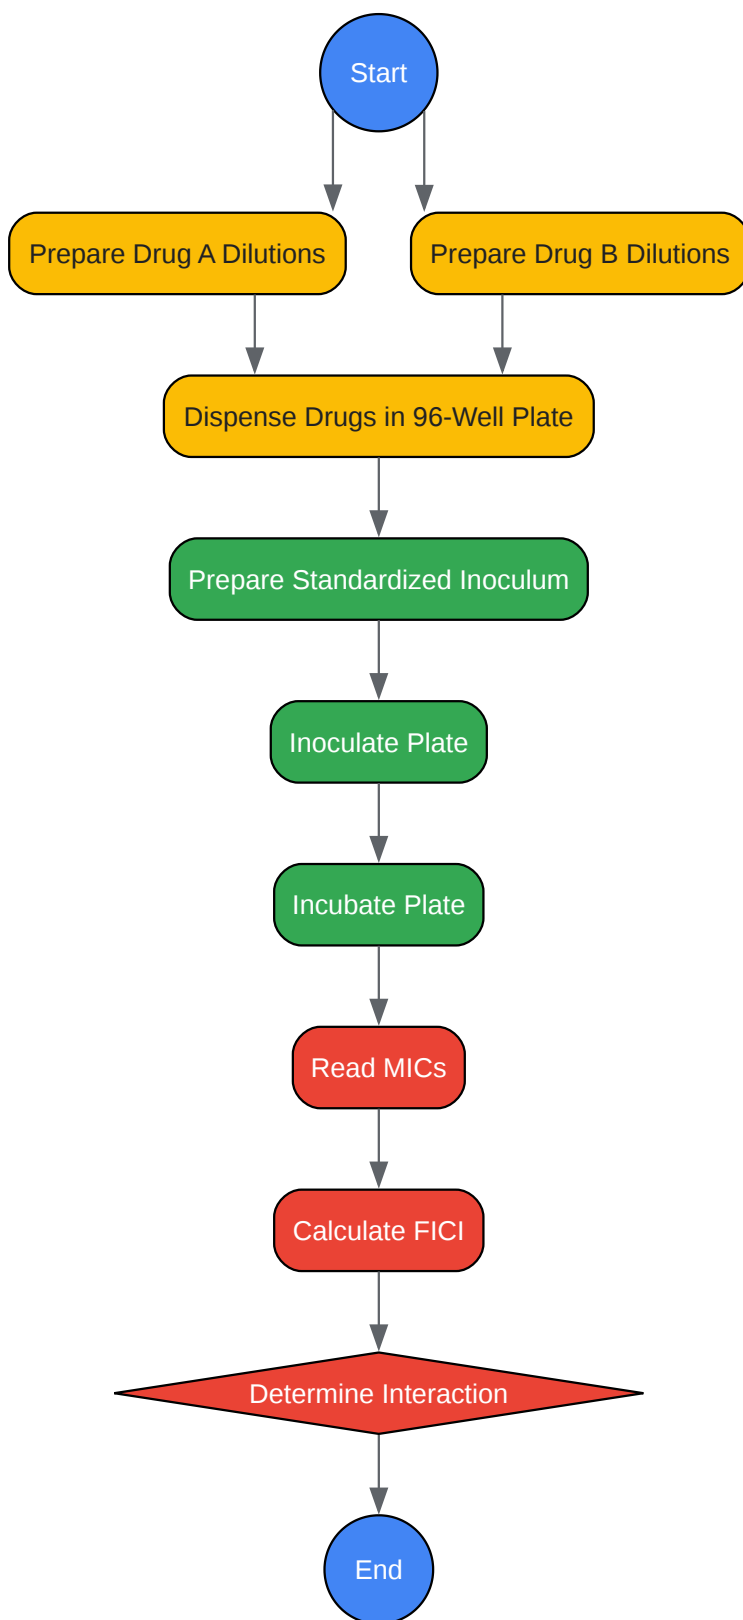 Start
Prepare Drug A Dilutions
Prepare Drug B Dilutions
Dispense Drugs in 96-Well Plate
Prepare Standardized Inoculum
Inoculate Plate
Incubate Plate
Read MICs
Calculate FICI
Determine Interaction
End